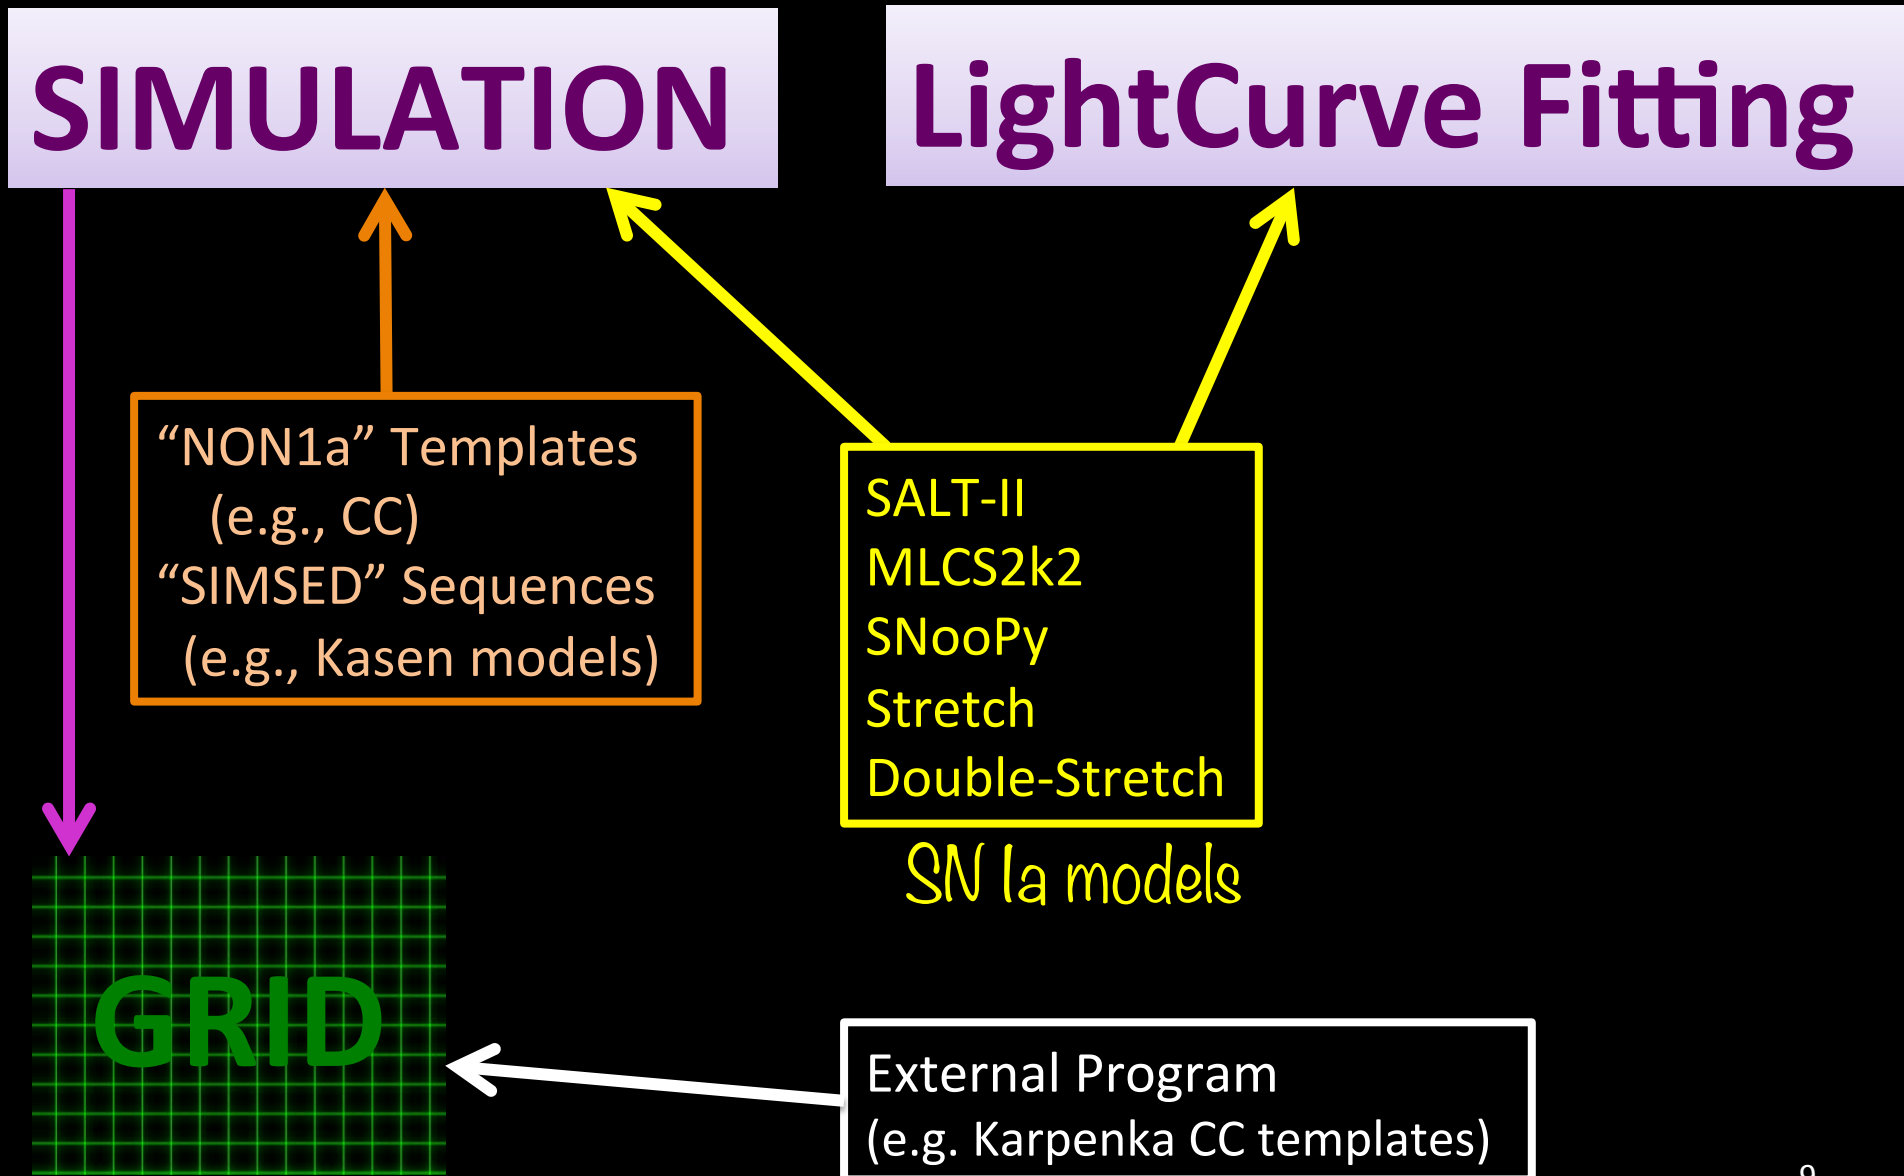 SIMULATION
LightCurve Fitting
“NON1a” Templates
(e.g., CC)
“SIMSED” Sequences
(e.g., Kasen models)
SALT-II
MLCS2k2
SNooPy
Stretch
Double-Stretch
SN Ia models
GRID
External Program
(e.g. Karpenka CC templates)